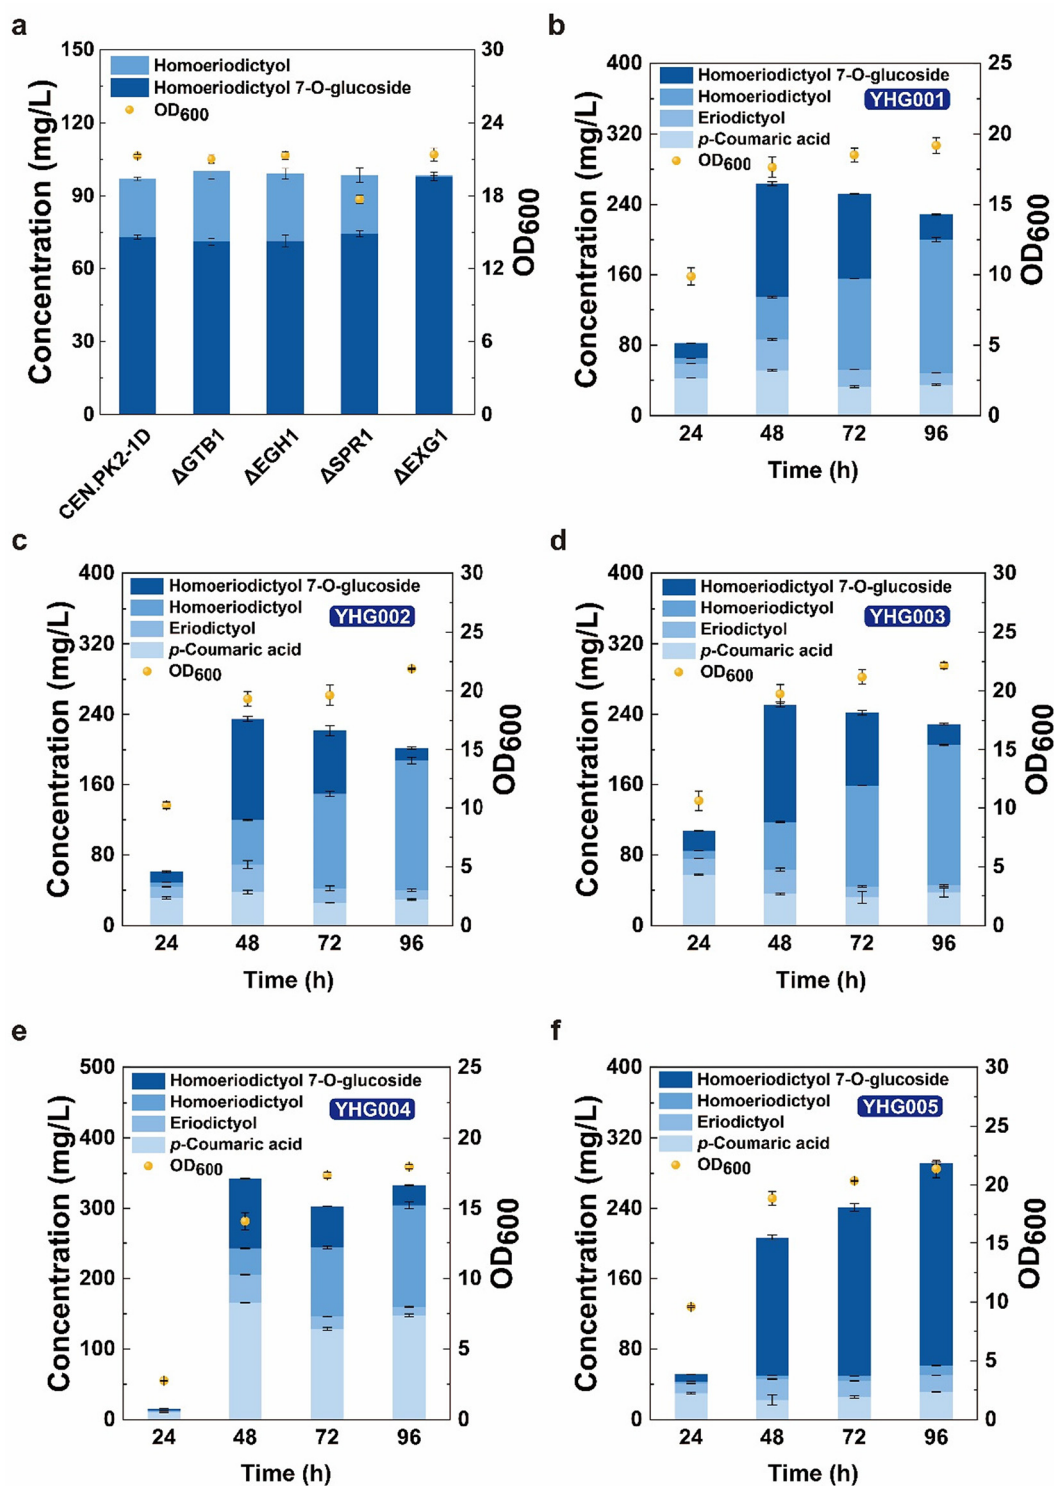 a
150
120
90
60
30
0
Concentration (mg/L)
Homoeriodictyol
Homoeriodictyol 7-O-glucoside
OD600
30
24
18
12
6
0
OD600
CEN.PK2-1D
ΔGTB1
ΔEGH1
ΔSPR1
ΔEXG1
b
400
320
240
160
80
0
Concentration (mg/L)
Homoeriodictyol 7-O-glucoside
Homoeriodictyol
Eriodictyol
p-Coumaric acid
OD600
YHG001
25
20
15
10
5
0
OD600
24 48 72 96
Time (h)
c
400
320
240
160
80
0
Concentration (mg/L)
Homoeriodictyol 7-O-glucoside
Homoeriodictyol
Eriodictyol
p-Coumaric acid
OD600
YHG002
30
25
20
15
10
5
0
OD600
24 48 72 96
Time (h)
d
400
320
240
160
80
0
Concentration (mg/L)
Homoeriodictyol 7-O-glucoside
Homoeriodictyol
Eriodictyol
p-Coumaric acid
OD600
YHG003
30
25
20
15
10
5
0
OD600
24 48 72 96
Time (h)
e
500
400
300
200
100
0
Concentration (mg/L)
Homoeriodictyol 7-O-glucoside
Homoeriodictyol
Eriodictyol
p-Coumaric acid
OD600
YHG004
25
20
15
10
5
0
OD600
24 48 72 96
Time (h)
f
400
320
240
160
80
0
Concentration (mg/L)
Homoeriodictyol 7-O-glucoside
Homoeriodictyol
Eriodictyol
p-Coumaric acid
OD600
YHG005
30
25
20
15
10
5
0
OD600
24 48 72 96
Time (h)